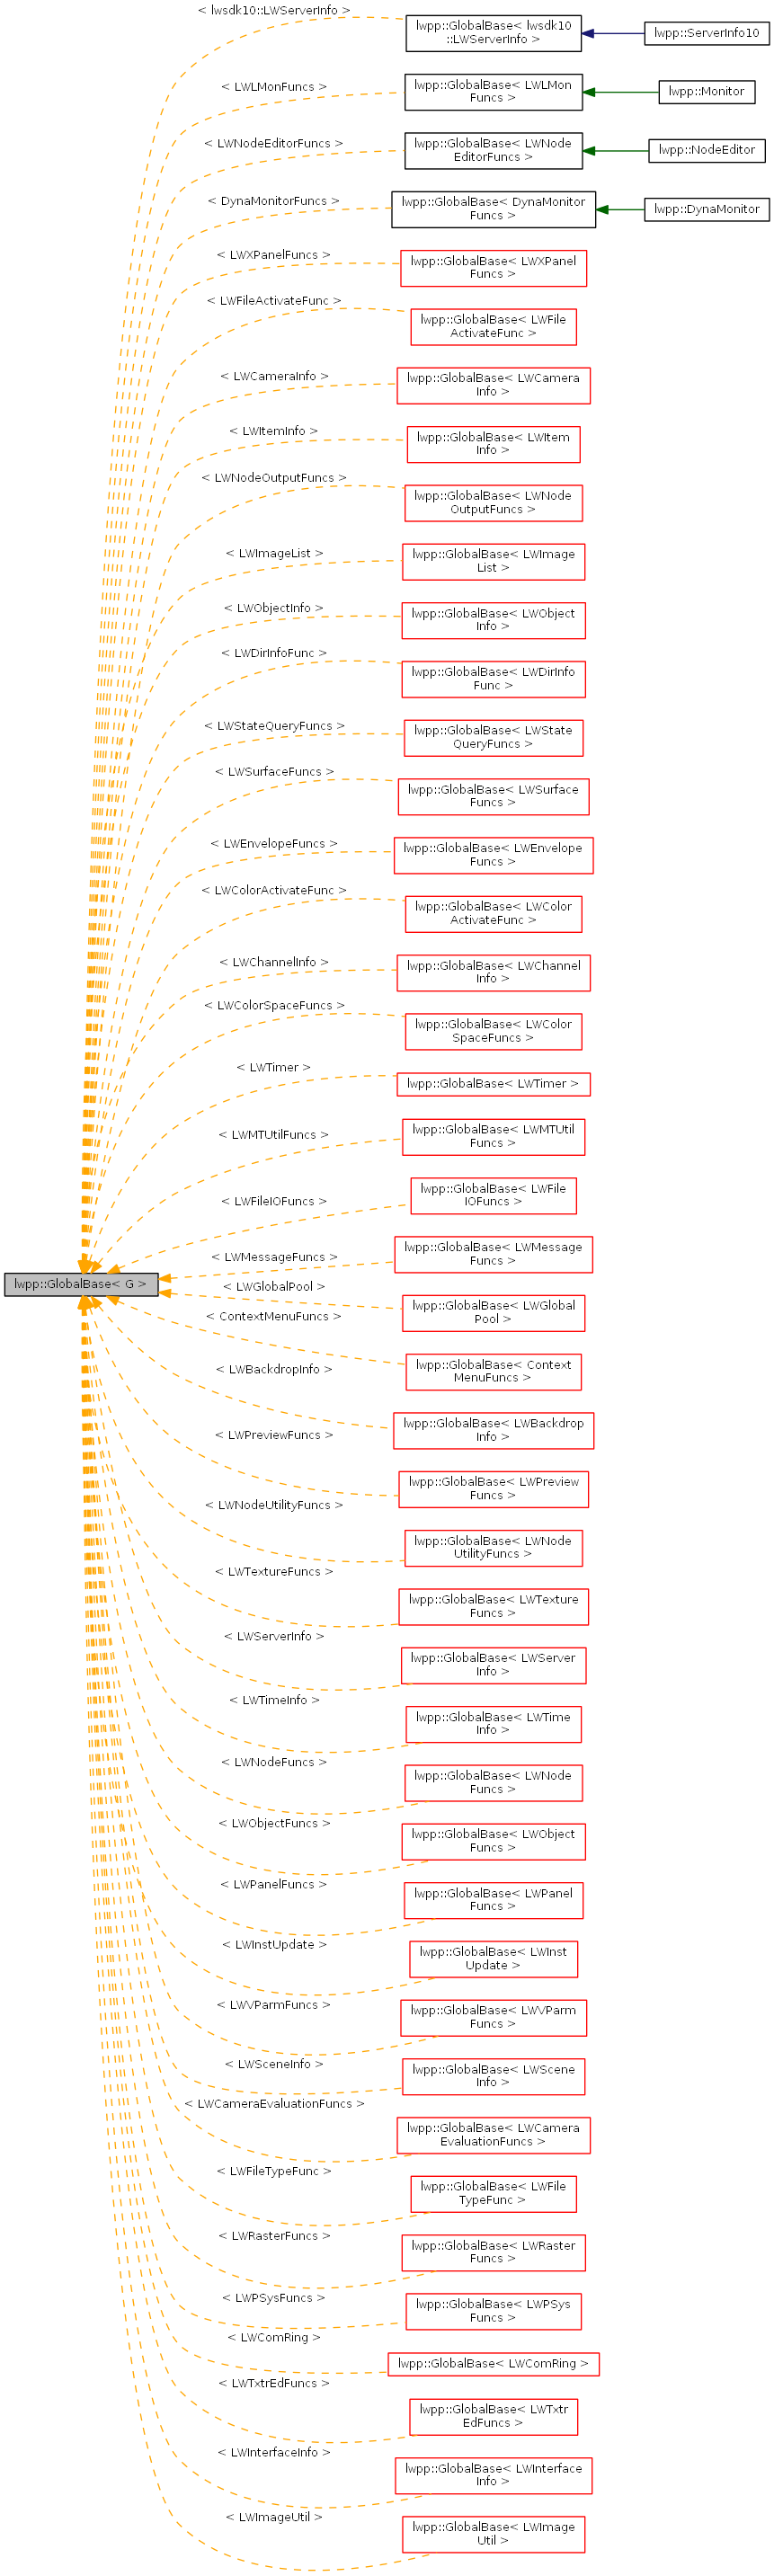 < lwsdk10::LWServerInfo >
lwpp::GlobalBase< lwsdk10
::LWServerInfo >
lwpp::ServerInfo10
< LWLMonFuncs >
lwpp::GlobalBase< LWLMon
Funcs >
lwpp::Monitor
< LWNodeEditorFuncs >
lwpp::GlobalBase< LWNode
EditorFuncs >
lwpp::NodeEditor
< DynaMonitorFuncs >
lwpp::GlobalBase< DynaMonitor
Funcs >
lwpp::DynaMonitor
< LWXPanelFuncs >
lwpp::GlobalBase< LWXPanel
Funcs >
< LWFileActivateFunc >
lwpp::GlobalBase< LWFile
ActivateFunc >
< LWCameraInfo >
lwpp::GlobalBase< LWCamera
Info >
< LWItemInfo >
lwpp::GlobalBase< LWItem
Info >
< LWNodeOutputFuncs >
lwpp::GlobalBase< LWNode
OutputFuncs >
< LWImageList >
lwpp::GlobalBase< LWImage
List >
< LWObjectInfo >
lwpp::GlobalBase< LWObject
Info >
< LWDirInfoFunc >
lwpp::GlobalBase< LWDirInfo
Func >
< LWStateQueryFuncs >
lwpp::GlobalBase< LWState
QueryFuncs >
< LWSurfaceFuncs >
lwpp::GlobalBase< LWSurface
Funcs >
< LWEnvelopeFuncs >
lwpp::GlobalBase< LWEnvelope
Funcs >
< LWColorActivateFunc >
lwpp::GlobalBase< LWColor
ActivateFunc >
< LWChannelInfo >
lwpp::GlobalBase< LWChannel
Info >
< LWColorSpaceFuncs >
lwpp::GlobalBase< LWColor
SpaceFuncs >
< LWTimer >
lwpp::GlobalBase< LWTimer >
< LWMTUtilFuncs >
lwpp::GlobalBase< LWMTUtil
Funcs >
< LWFileIOFuncs >
lwpp::GlobalBase< LWFile
IOFuncs >
< LWMessageFuncs >
lwpp::GlobalBase< LWMessage
Funcs >
lwpp::GlobalBase< G >
< LWGlobalPool >
lwpp::GlobalBase< LWGlobal
Pool >
< ContextMenuFuncs >
lwpp::GlobalBase< Context
MenuFuncs >
< LWBackdropInfo >
lwpp::GlobalBase< LWBackdrop
Info >
< LWPreviewFuncs >
lwpp::GlobalBase< LWPreview
Funcs >
< LWNodeUtilityFuncs >
lwpp::GlobalBase< LWNode
UtilityFuncs >
< LWTextureFuncs >
lwpp::GlobalBase< LWTexture
Funcs >
< LWServerInfo >
lwpp::GlobalBase< LWServer
Info >
< LWTimeInfo >
lwpp::GlobalBase< LWTime
Info >
< LWNodeFuncs >
lwpp::GlobalBase< LWNode
Funcs >
< LWObjectFuncs >
lwpp::GlobalBase< LWObject
Funcs >
< LWPanelFuncs >
lwpp::GlobalBase< LWPanel
Funcs >
< LWInstUpdate >
lwpp::GlobalBase< LWInst
Update >
< LWVParmFuncs >
lwpp::GlobalBase< LWVParm
Funcs >
< LWSceneInfo >
lwpp::GlobalBase< LWScene
Info >
< LWCameraEvaluationFuncs >
lwpp::GlobalBase< LWCamera
EvaluationFuncs >
< LWFileTypeFunc >
lwpp::GlobalBase< LWFile
TypeFunc >
< LWRasterFuncs >
lwpp::GlobalBase< LWRaster
Funcs >
< LWPSysFuncs >
lwpp::GlobalBase< LWPSys
Funcs >
< LWComRing >
lwpp::GlobalBase< LWComRing >
< LWTxtrEdFuncs >
lwpp::GlobalBase< LWTxtr
EdFuncs >
< LWInterfaceInfo >
lwpp::GlobalBase< LWInterface
Info >
< LWImageUtil >
lwpp::GlobalBase< LWImage
Util >